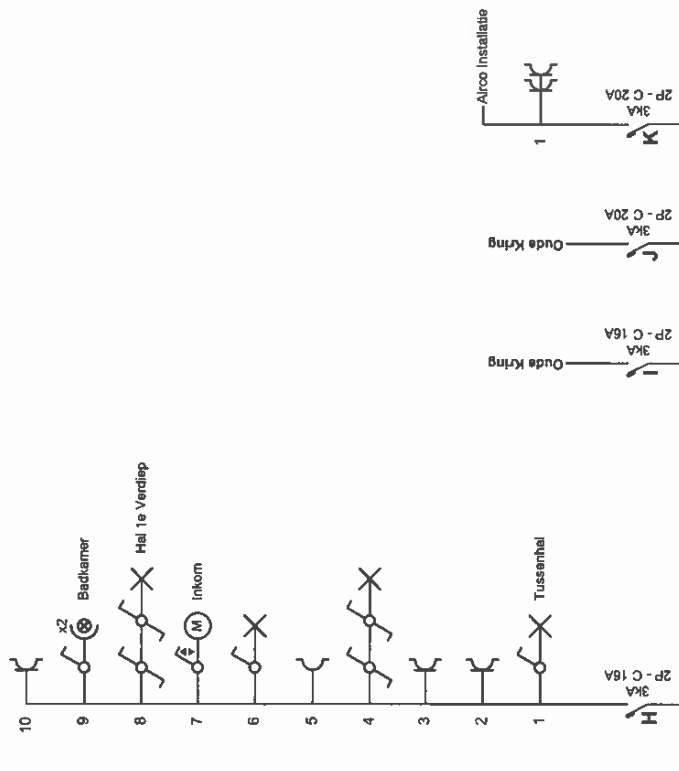 Airco Installatie
1
2P - C 20A
3kA
K
Oude Kring
2P - C 20A
3kA
J
Oude Kring
2P - C 16A
3kA
I
10
9
x2
Badkamer
8
Hal 1e Verdiep
7
M
Inkom
6
5
4
3
2
1
Tussenhal
2P - C 16A
3kA
H